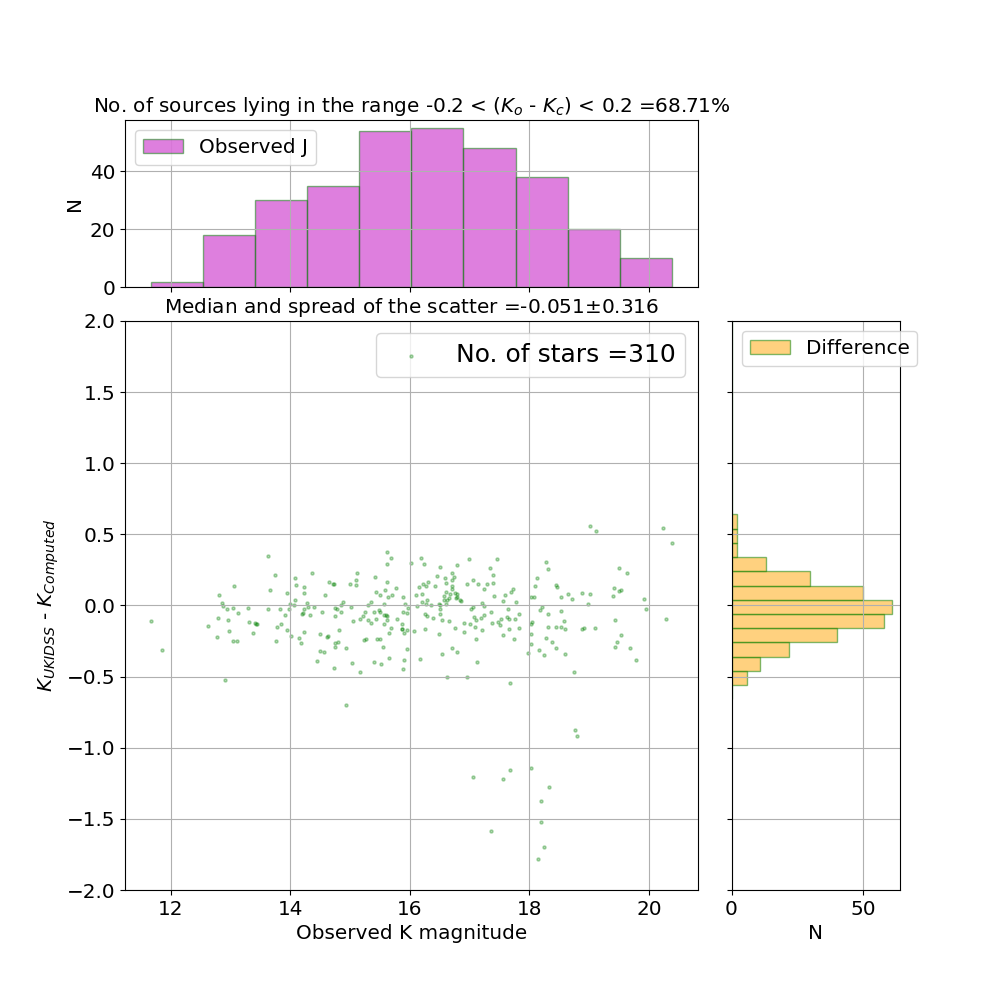 No. of sources lying in the range -0.2 < (K_o - K_c) < 0.2 =68.71%
Observed J
N
40
20
0
Median and spread of the scatter =-0.051±0.316
No. of stars =310
K_UKIDSS - K_Computed
2.0
1.5
1.0
0.5
0.0
−0.5
−1.0
−1.5
−2.0
12 14 16 18 20
Observed K magnitude
Difference
0 50
N